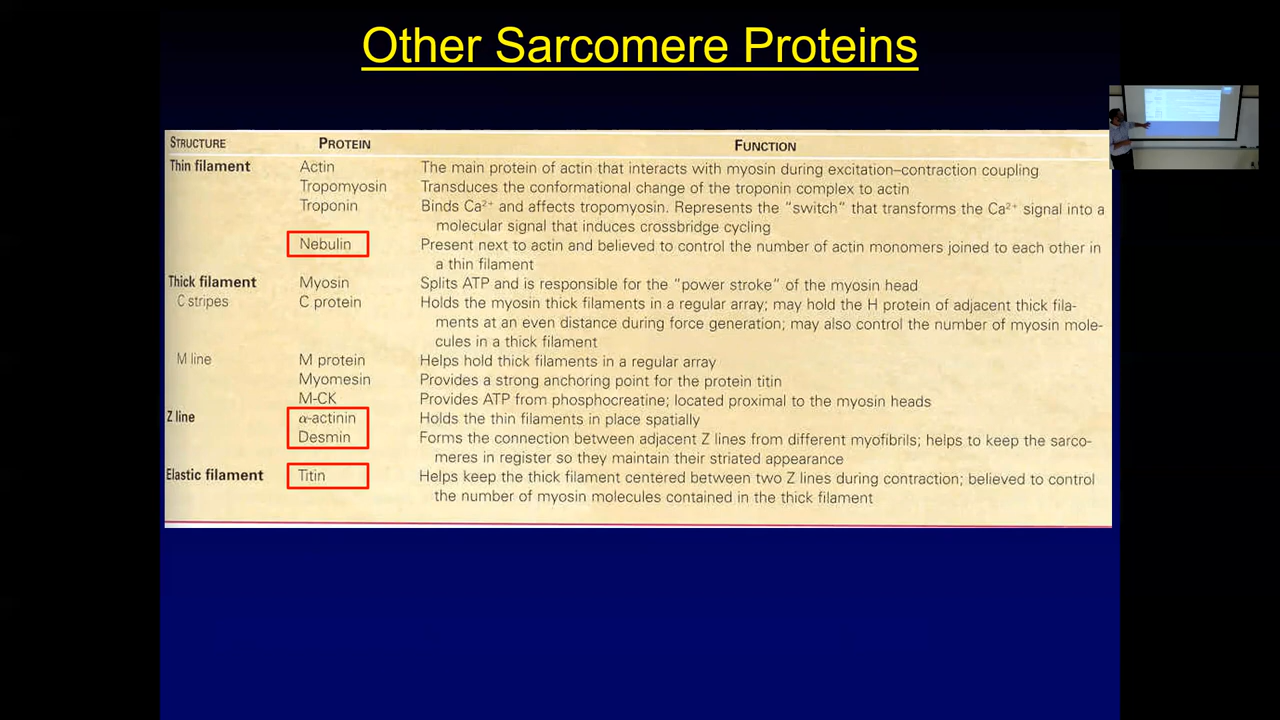 Other Sarcomere Proteins
STRUCTURE PROTEIN FUNCTION
Thin filament Actin The main protein of actin that interacts with myosin during excitation–contraction coupling
Tropomyosin Transduces the conformational change of the troponin complex to actin
Troponin Binds Ca²⁺ and affects tropomyosin. Represents the “switch” that transforms the Ca²⁺ signal into a
molecular signal that induces crossbridge cycling
Nebulin Present next to actin and believed to control the number of actin monomers joined to each other in
a thin filament
Thick filament Myosin Splits ATP and is responsible for the “power stroke” of the myosin head
C stripes C protein Holds the myosin thick filaments in a regular array; may hold the H protein of adjacent thick fila-
ments at an even distance during force generation; may also control the number of myosin mole-
cules in a thick filament
M line M protein Helps hold thick filaments in a regular array
Myomesin Provides a strong anchoring point for the protein titin
M-CK Provides ATP from phosphocreatine; located proximal to the myosin heads
Z line α-actinin Holds the thin filaments in place spatially
Desmin Forms the connection between adjacent Z lines from different myofibrils; helps to keep the sarco-
meres in register so they maintain their striated appearance
Elastic filament Titin Helps keep the thick filament centered between two Z lines during contraction; believed to control
the number of myosin molecules contained in the thick filament